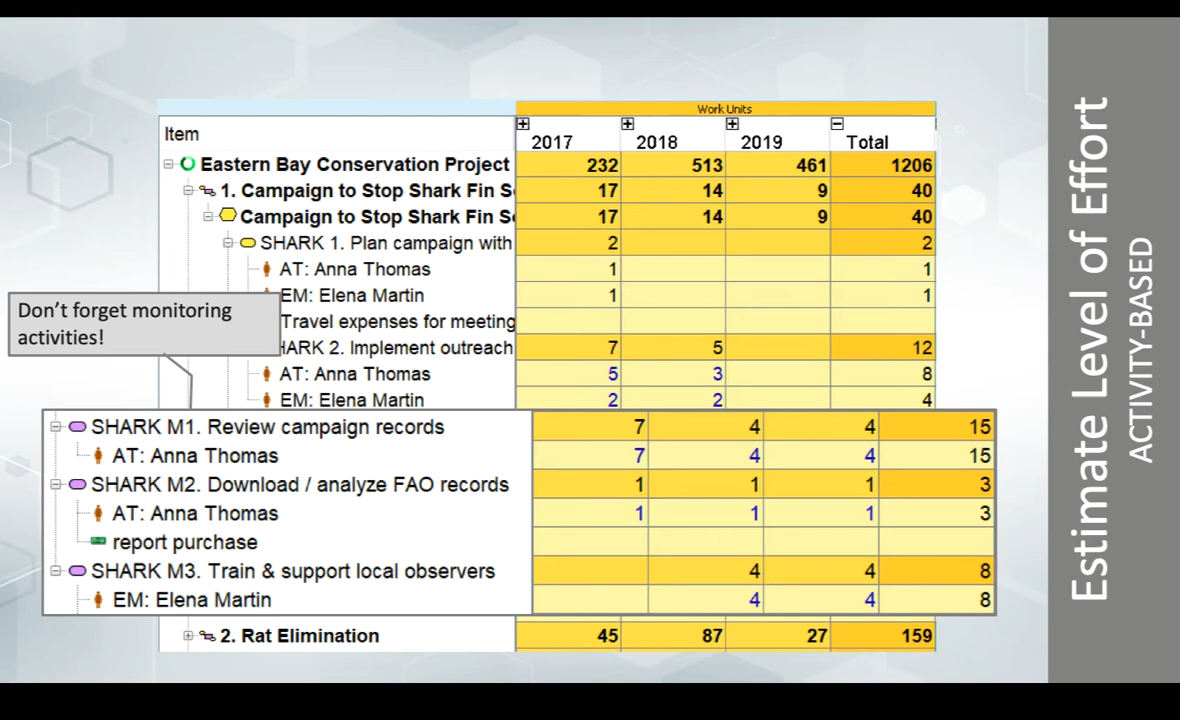 Work Units
Item 2017 2018 2019 Total
Eastern Bay Conservation Project 232 513 461 1206
1. Campaign to Stop Shark Fin S 17 14 9 40
Campaign to Stop Shark Fin S 17 14 9 40
SHARK 1. Plan campaign with 2 2
AT: Anna Thomas 1 1
EM: Elena Martin 1 1
Don't forget monitoring
activities!
Travel expenses for meeting
HARK 2. Implement outreach 7 5 12
AT: Anna Thomas 5 3 8
EM: Elena Martin 2 2 4
SHARK M1. Review campaign records 7 4 4 15
AT: Anna Thomas 7 4 4 15
SHARK M2. Download / analyze FAO records 1 1 1 3
AT: Anna Thomas 1 1 1 3
report purchase
SHARK M3. Train & support local observers 4 4 8
EM: Elena Martin 4 4 8
2. Rat Elimination 45 87 27 159
Estimate Level of Effort
ACTIVITY-BASED